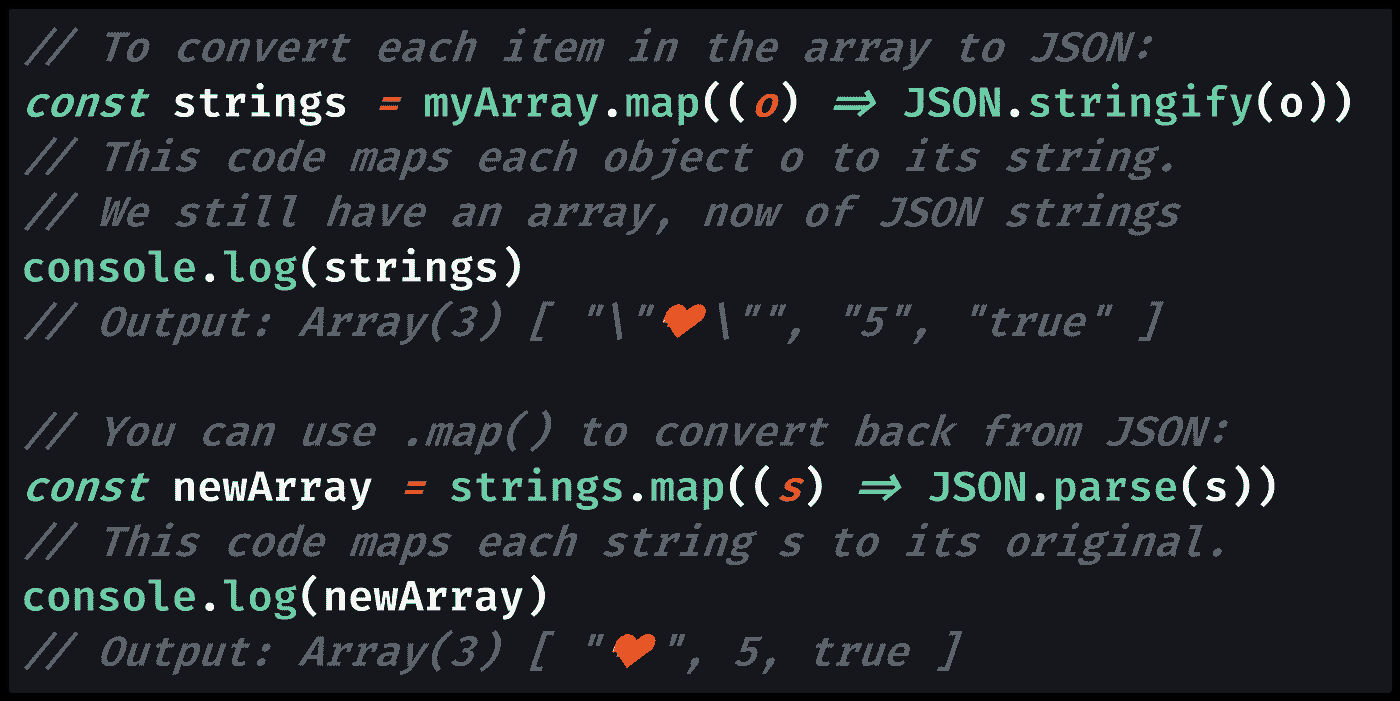 // To convert each item in the array to JSON:
const strings = myArray.map((o) => JSON.stringify(o))
// This code maps each object o to its string.
// We still have an array, now of JSON strings
console.log(strings)
// Output: Array(3) [ "\"❤\"", "5", "true" ]
// You can use .map() to convert back from JSON:
const newArray = strings.map((s) => JSON.parse(s))
// This code maps each string s to its original.
console.log(newArray)
// Output: Array(3) [ "❤", 5, true ]